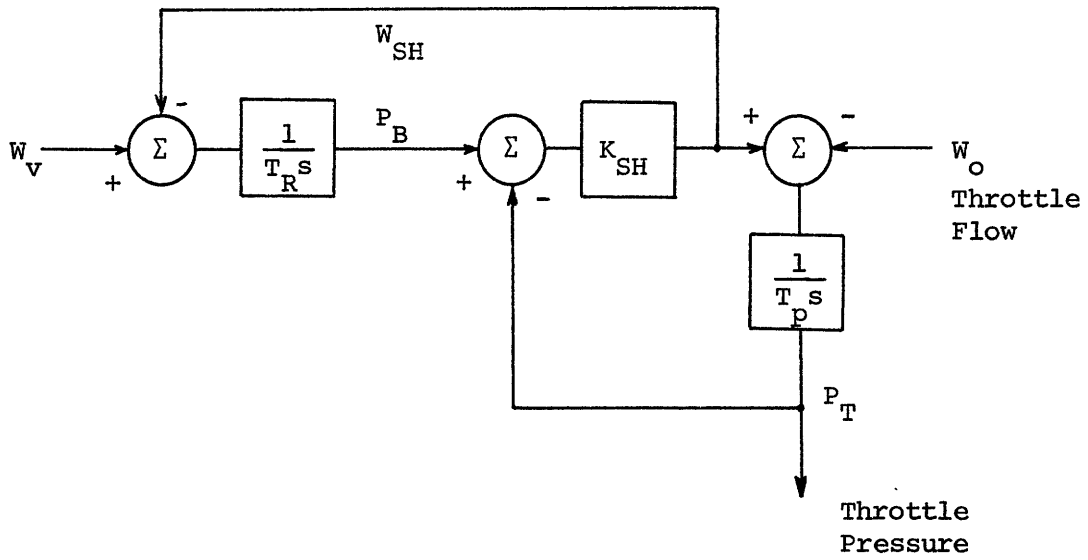 W_SH
-
W_v
+
Σ
1
T_R s
P_B
+
Σ
-
K_SH
+
Σ
-
W_o
Throttle
Flow
1
T_p s
P_T
Throttle
Pressure